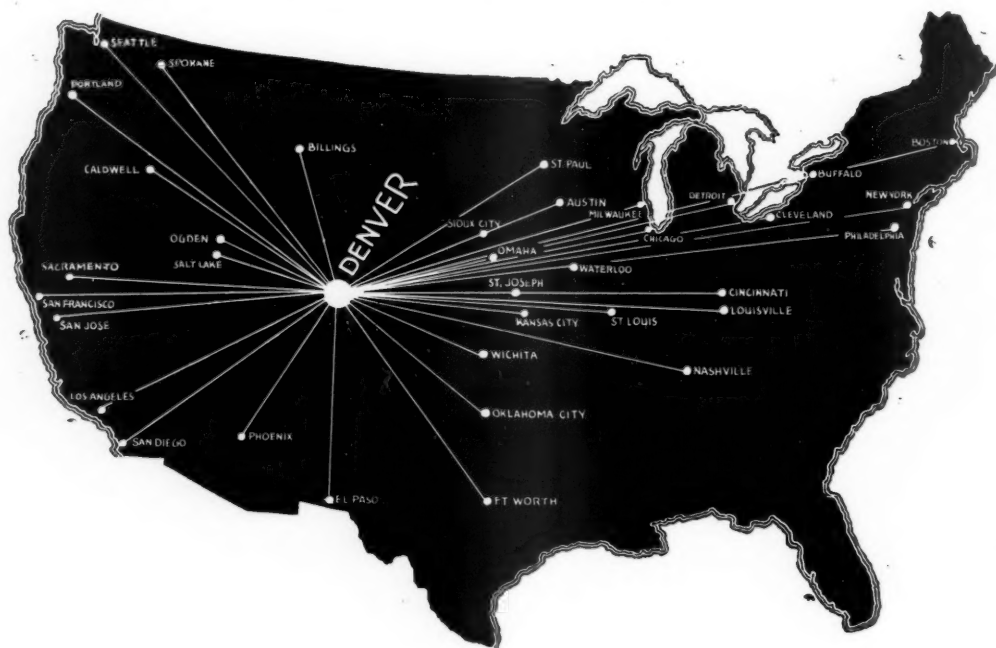 SEATTLE
SPOKANE
PORTLAND
BILLINGS
CALDWELL
DENVER
ST PAUL
BOSTON
BUFFALO
DETROIT
NEW YORK
AUSTIN
MILWAUKEE
CLEVELAND
SIOUX CITY
CHICAGO
PHILADELPHIA
OGDEN
OMAHA
SALT LAKE
WATERLOO
SACRAMENTO
ST. JOSEPH
CINCINNATI
SAN FRANCISCO
KANSAS CITY
ST LOUIS
LOUISVILLE
SAN JOSE
WICHITA
NASHVILLE
LOS ANGELES
OKLAHOMA CITY
SAN DIEGO
PHOENIX
EL PASO
FT WORTH